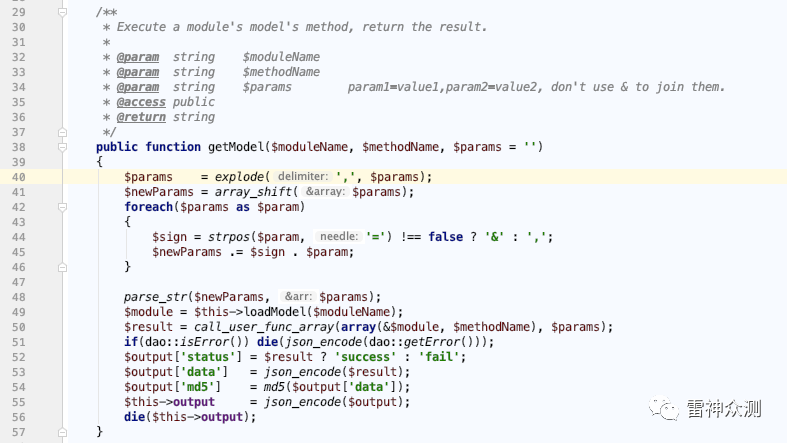 29 /**
30 * Execute a module's model's method, return the result.
31 *
32 * @param string $moduleName
33 * @param string $methodName
34 * @param string $params param1=value1,param2=value2, don't use & to join them.
35 * @access public
36 * @return string
37 */
38 public function getModel($moduleName, $methodName, $params = '')
39 {
40 $params = explode( delimiter: ',', $params);
41 $newParams = array_shift( &array: $params);
42 foreach($params as $param)
43 {
44 $sign = strpos($param, needle: '=') !== false ? '&' : ',';
45 $newParams .= $sign . $param;
46 }
47
48 parse_str($newParams, &arr: $params);
49 $module = $this->loadModel($moduleName);
50 $result = call_user_func_array(array(&$module, $methodName), $params);
51 if(dao::isError()) die(json_encode(dao::getError()));
52 $output['status'] = $result ? 'success' : 'fail';
53 $output['data'] = json_encode($result);
54 $output['md5'] = md5($output['data']);
55 $this->output = json_encode($output);
56 die($this->output);
57 }
雷神众测